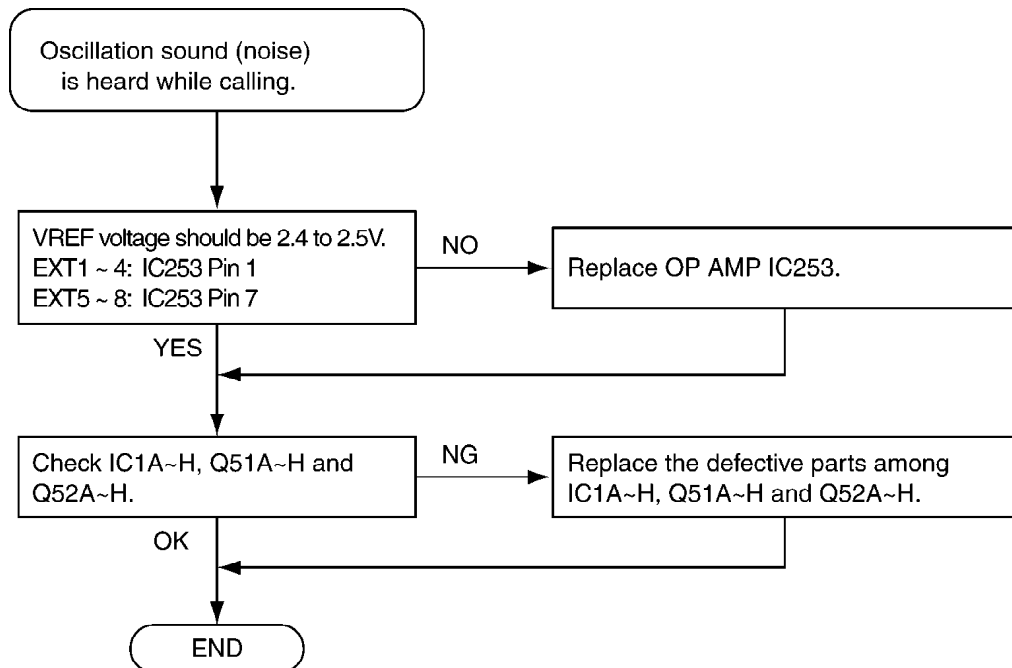 Oscillation sound (noise)
is heard while calling.
VREF voltage should be 2.4 to 2.5V.
EXT1 ~ 4: IC253 Pin 1
EXT5 ~ 8: IC253 Pin 7
NO
Replace OP AMP IC253.
YES
Check IC1A~H, Q51A~H and
Q52A~H.
NG
Replace the defective parts among
IC1A~H, Q51A~H and Q52A~H.
OK
END